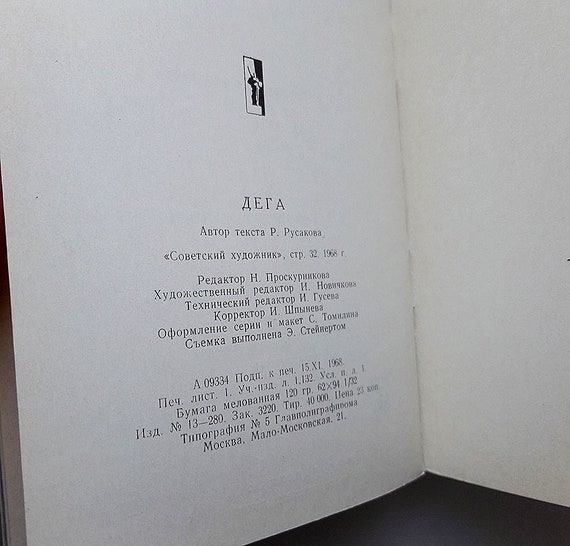 ДЕГА
Автор текста Р. Русакова
«Советский художник», стр. 32. 1968 г.
Редактор Н. Проскурникова
Художественный редактор И. Новичкова
Технический редактор И. Гусева
Корректор И. Шпынева
Оформление серии и макет С. Томилина
Съемка выполнена Э. Стейнертом
А 09334 Подп. к печ. 15.XI. 1968.
Печ. лист. 1. Уч.-изд. л. 1,132. Усл. п. л. 1
Бумага мелованная 120 гр. 62×94 1/32
Изд. № 13—280. Зак. 3220. Тир. 40 000. Цена 23 коп.
Типография № 5 Главполиграфпрома
Москва, Мало-Московская, 21.